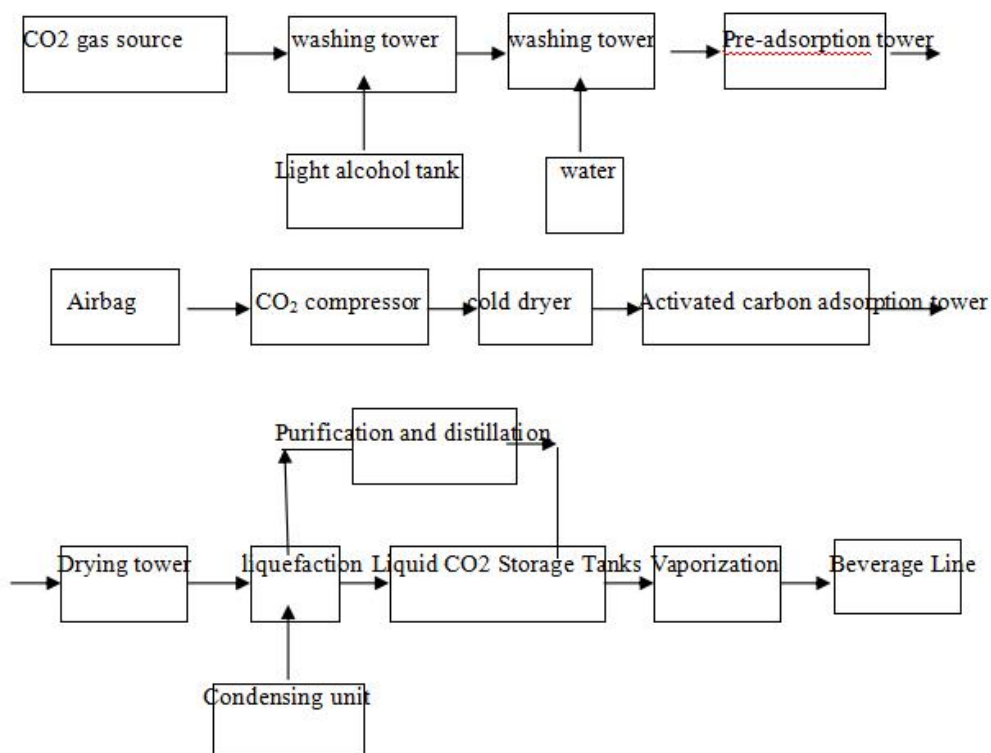 CO2 gas source
washing tower
washing tower
Pre-adsorption tower
Light alcohol tank
water
Airbag
CO₂ compressor
cold dryer
Activated carbon adsorption tower
Purification and distillation
Drying tower
liquefaction
Liquid CO2 Storage Tanks
Vaporization
Beverage Line
Condensing unit